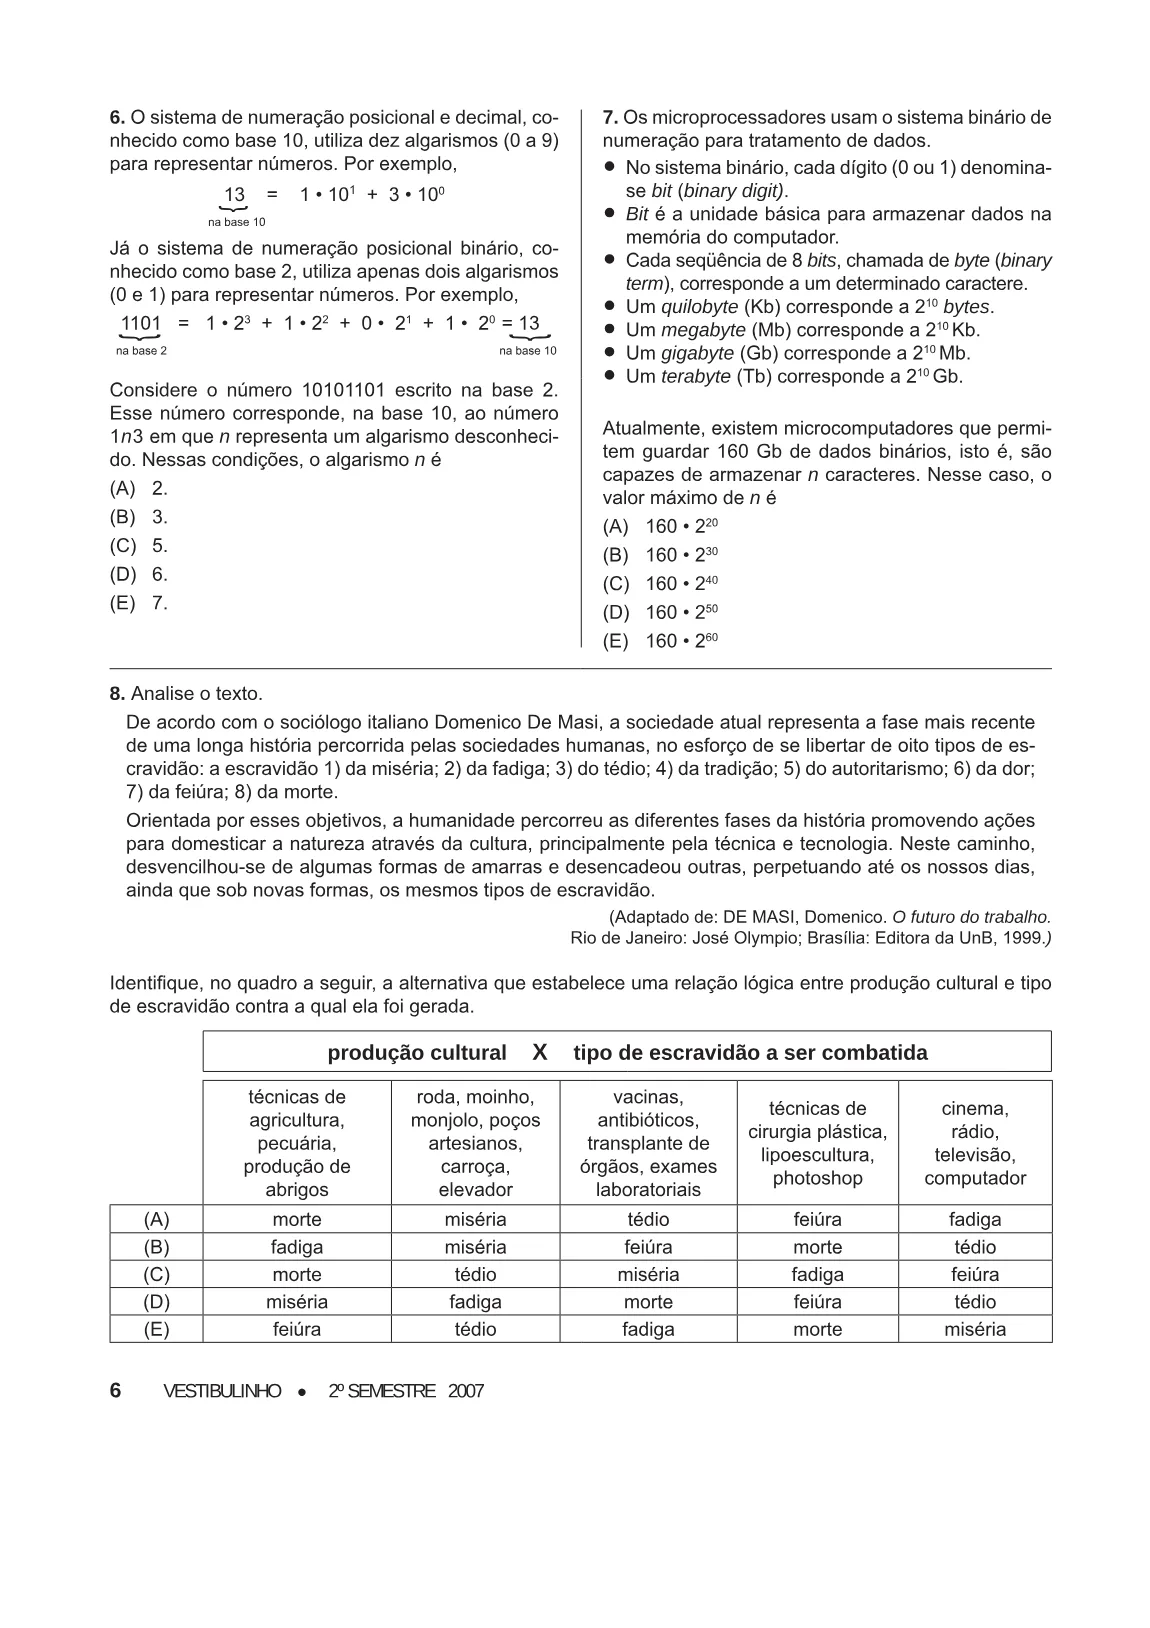 6. O sistema de numeração posicional e decimal, co-
nhecido como base 10, utiliza dez algarismos (0 a 9)
para representar números. Por exemplo,
13 = 1 • 10¹ + 3 • 10⁰
na base 10
Já o sistema de numeração posicional binário, co-
nhecido como base 2, utiliza apenas dois algarismos
(0 e 1) para representar números. Por exemplo,
1101 = 1 • 2³ + 1 • 2² + 0 • 2¹ + 1 • 2⁰ = 13
na base 2 na base 10
Considere o número 10101101 escrito na base 2.
Esse número corresponde, na base 10, ao número
1n3 em que n representa um algarismo desconheci-
do. Nessas condições, o algarismo n é
(A) 2.
(B) 3.
(C) 5.
(D) 6.
(E) 7.
7. Os microprocessadores usam o sistema binário de
numeração para tratamento de dados.
• No sistema binário, cada dígito (0 ou 1) denomina-
se bit (binary digit).
• Bit é a unidade básica para armazenar dados na
memória do computador.
• Cada seqüência de 8 bits, chamada de byte (binary
term), corresponde a um determinado caractere.
• Um quilobyte (Kb) corresponde a 2¹⁰ bytes.
• Um megabyte (Mb) corresponde a 2¹⁰ Kb.
• Um gigabyte (Gb) corresponde a 2¹⁰ Mb.
• Um terabyte (Tb) corresponde a 2¹⁰ Gb.
Atualmente, existem microcomputadores que permi-
tem guardar 160 Gb de dados binários, isto é, são
capazes de armazenar n caracteres. Nesse caso, o
valor máximo de n é
(A) 160 • 2²⁰
(B) 160 • 2³⁰
(C) 160 • 2⁴⁰
(D) 160 • 2⁵⁰
(E) 160 • 2⁶⁰
8. Analise o texto.
De acordo com o sociólogo italiano Domenico De Masi, a sociedade atual representa a fase mais recente
de uma longa história percorrida pelas sociedades humanas, no esforço de se libertar de oito tipos de es-
cravidão: a escravidão 1) da miséria; 2) da fadiga; 3) do tédio; 4) da tradição; 5) do autoritarismo; 6) da dor;
7) da feiúra; 8) da morte.
Orientada por esses objetivos, a humanidade percorreu as diferentes fases da história promovendo ações
para domesticar a natureza através da cultura, principalmente pela técnica e tecnologia. Neste caminho,
desvencilhou-se de algumas formas de amarras e desencadeou outras, perpetuando até os nossos dias,
ainda que sob novas formas, os mesmos tipos de escravidão.
(Adaptado de: DE MASI, Domenico. O futuro do trabalho.
Rio de Janeiro: José Olympio; Brasília: Editora da UnB, 1999.)
Identifique, no quadro a seguir, a alternativa que estabelece uma relação lógica entre produção cultural e tipo
de escravidão contra a qual ela foi gerada.
produção cultural X tipo de escravidão a ser combatida
técnicas de
agricultura,
pecuária,
produção de
abrigos
roda, moinho,
monjolo, poços
artesianos,
carroça,
elevador
vacinas,
antibióticos,
transplante de
órgãos, exames
laboratoriais
técnicas de
cirurgia plástica,
lipoescultura,
photoshop
cinema,
rádio,
televisão,
computador
(A) morte miséria tédio feiúra fadiga
(B) fadiga miséria feiúra morte tédio
(C) morte tédio miséria fadiga feiúra
(D) miséria fadiga morte feiúra tédio
(E) feiúra tédio fadiga morte miséria
6 VESTIBULINHO • 2º SEMESTRE 2007